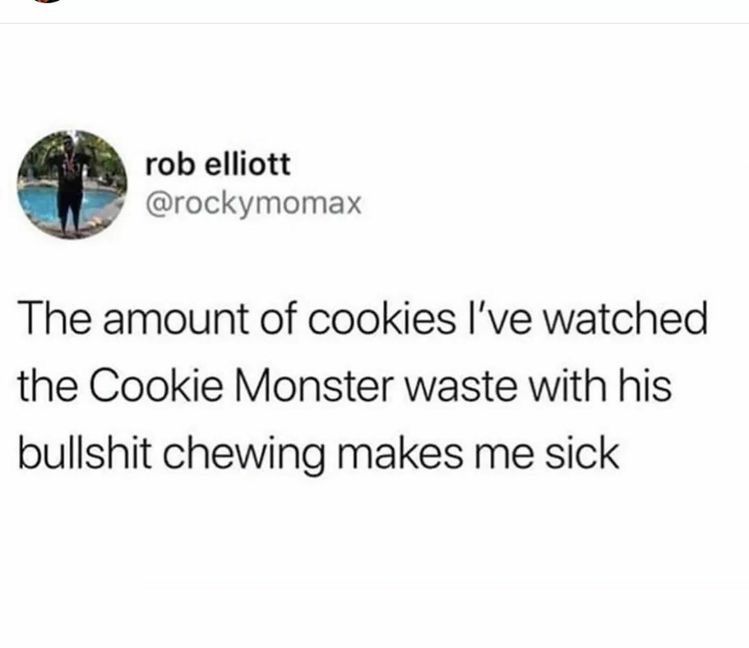 rob elliott
@rockymomax
The amount of cookies I've watched
the Cookie Monster waste with his
bullshit chewing makes me sick